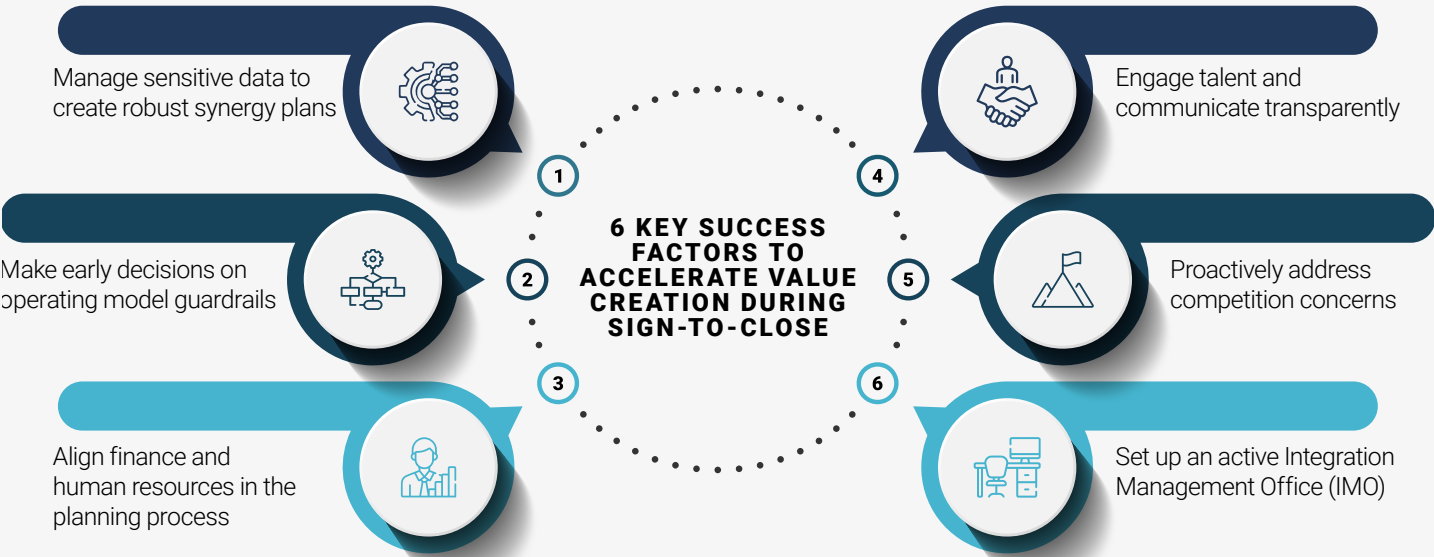 Manage sensitive data to
create robust synergy plans
1
Make early decisions on
operating model guardrails
2
Align finance and
human resources in the
planning process
3
6 KEY SUCCESS
FACTORS TO
ACCELERATE VALUE
CREATION DURING
SIGN-TO-CLOSE
4
Engage talent and
communicate transparently
5
Proactively address
competition concerns
6
Set up an active Integration
Management Office (IMO)